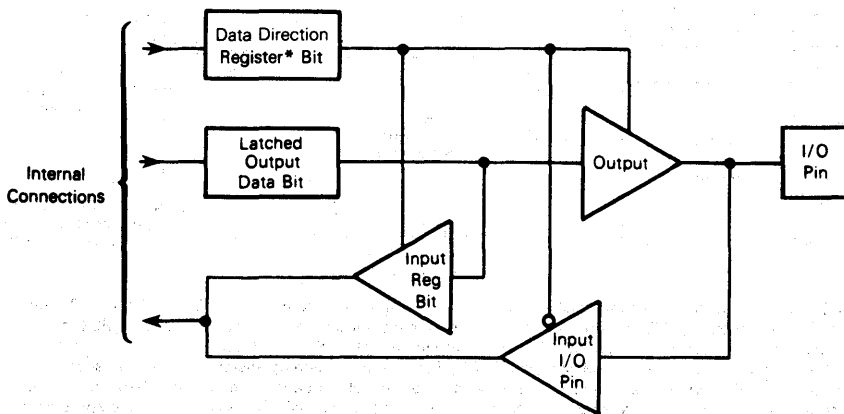 Data Direction
Register* Bit
Latched
Output
Data Bit
Internal
Connections
Output
I/O
Pin
Input
Reg
Bit
Input
I/O
Pin